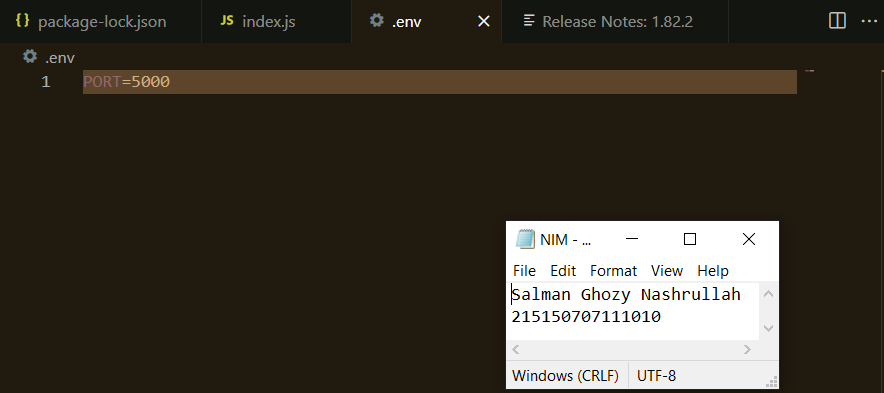 {} package-lock.json JS index.js .env Release Notes: 1.82.2
.env
1 PORT=5000
NIM - ...
File Edit Format View Help
Salman Ghozy Nashrullah
215150707111010
Windows (CRLF) UTF-8